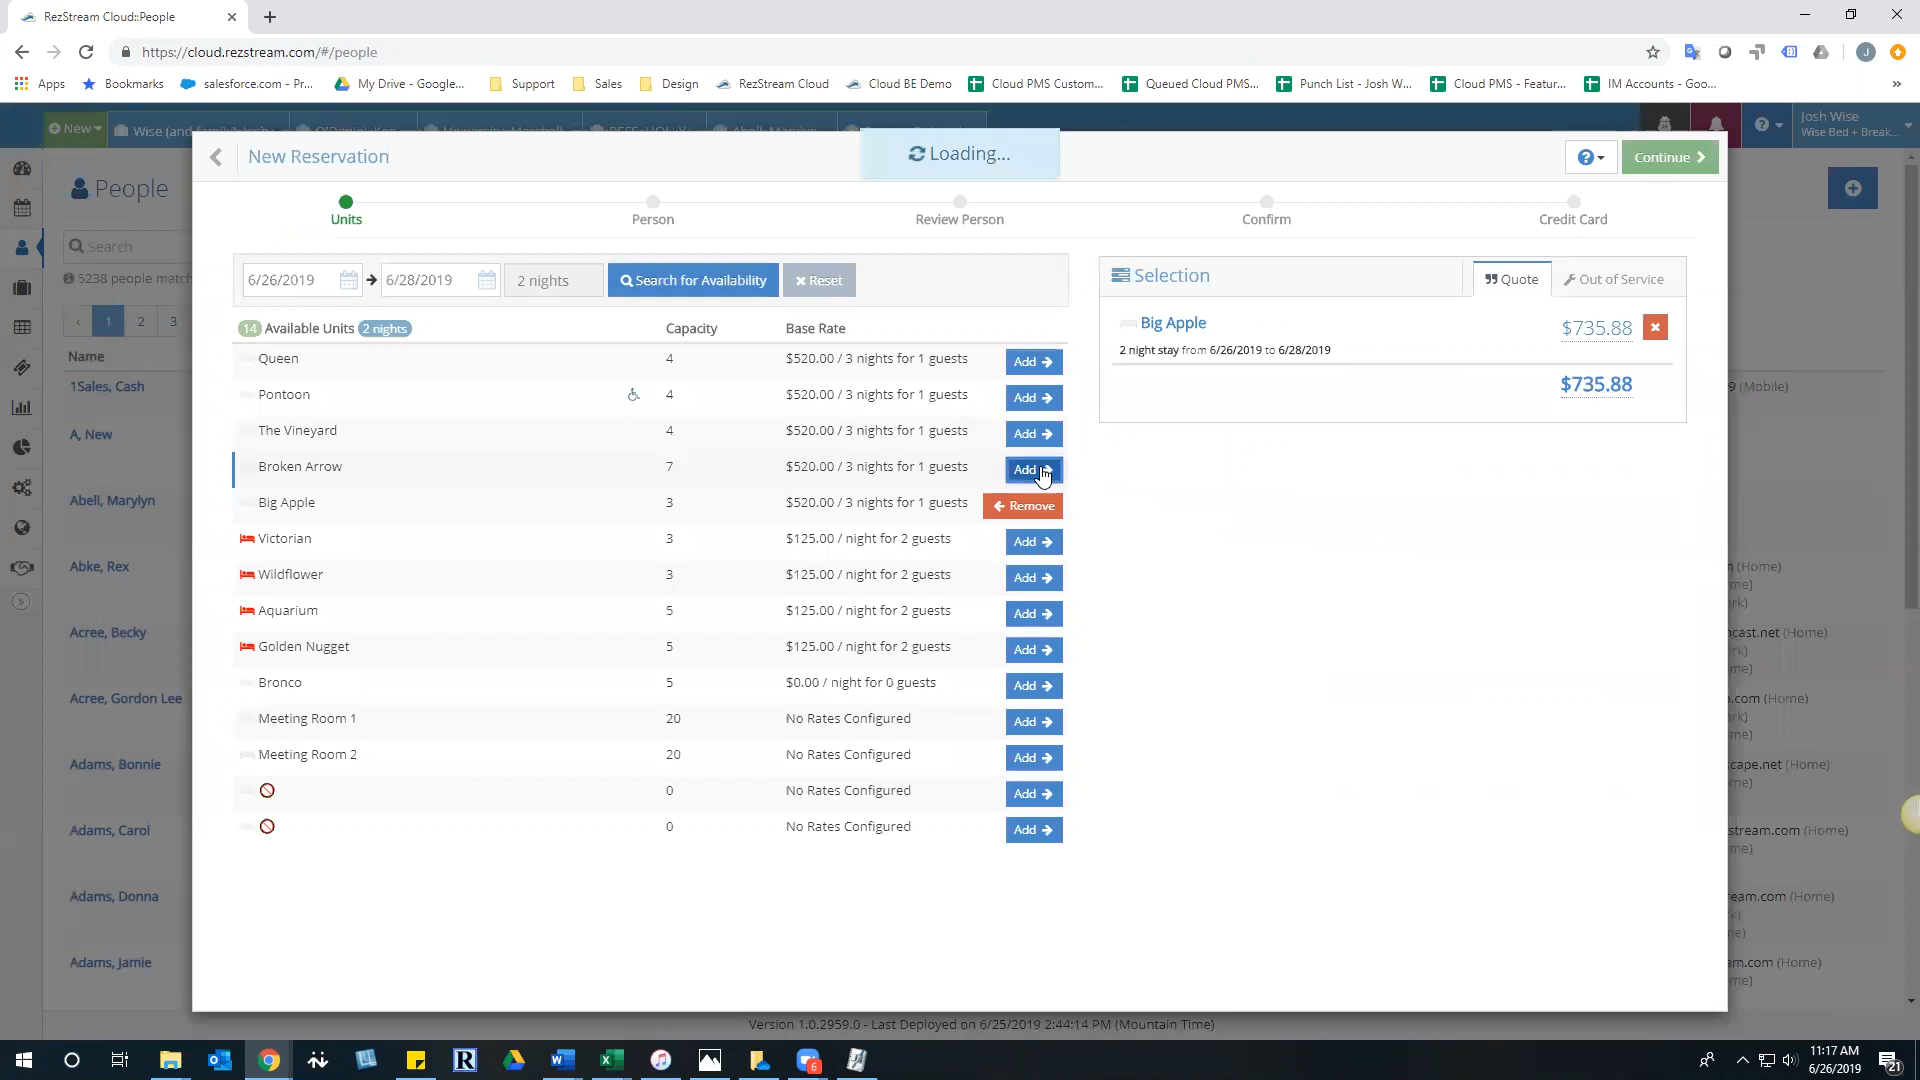 RezStream Cloud::People
https://cloud.rezstream.com/#/people
Apps Bookmarks salesforce.com - Pr... My Drive - Google... Support Sales Design RezStream Cloud Cloud BE Demo Cloud PMS Custom... Queued Cloud PMS... Punch List - Josh W... Cloud PMS - Featur... IM Accounts - Goo... »
New Wise (and family), Josh
Josh Wise
Wise Bed + Break...
New Reservation
Loading...
Continue
Units Person Review Person Confirm Credit Card
People
Search
5238 people match
1 2 3
Name
1Sales, Cash
A, New
Abell, Marylyn
Abke, Rex
Acree, Becky
Acree, Gordon Lee
Adams, Bonnie
Adams, Carol
Adams, Donna
Adams, Jamie
6/26/2019 6/28/2019 2 nights Search for Availability Reset
14 Available Units 2 nights Capacity Base Rate
Queen 4 $520.00 / 3 nights for 1 guests Add
Pontoon 4 $520.00 / 3 nights for 1 guests Add
The Vineyard 4 $520.00 / 3 nights for 1 guests Add
Broken Arrow 7 $520.00 / 3 nights for 1 guests Add
Big Apple 3 $520.00 / 3 nights for 1 guests Remove
Victorian 3 $125.00 / night for 2 guests Add
Wildflower 3 $125.00 / night for 2 guests Add
Aquarium 5 $125.00 / night for 2 guests Add
Golden Nugget 5 $125.00 / night for 2 guests Add
Bronco 5 $0.00 / night for 0 guests Add
Meeting Room 1 20 No Rates Configured Add
Meeting Room 2 20 No Rates Configured Add
0 No Rates Configured Add
0 No Rates Configured Add
Selection Quote Out of Service
Big Apple $735.88
2 night stay from 6/26/2019 to 6/28/2019
$735.88
9 (Mobile)
m (Home)
me)
rk)
ncast.net (Home)
rk)
me)
o.com (Home)
rk)
me)
cape.net (Home)
me)
stream.com (Home)
me)
ream.com (Home)
rk)
me)
am.com (Home)
rk)
Version 1.0.2959.0 - Last Deployed on 6/25/2019 2:44:14 PM (Mountain Time)
6
11:17 AM
6/26/2019
21